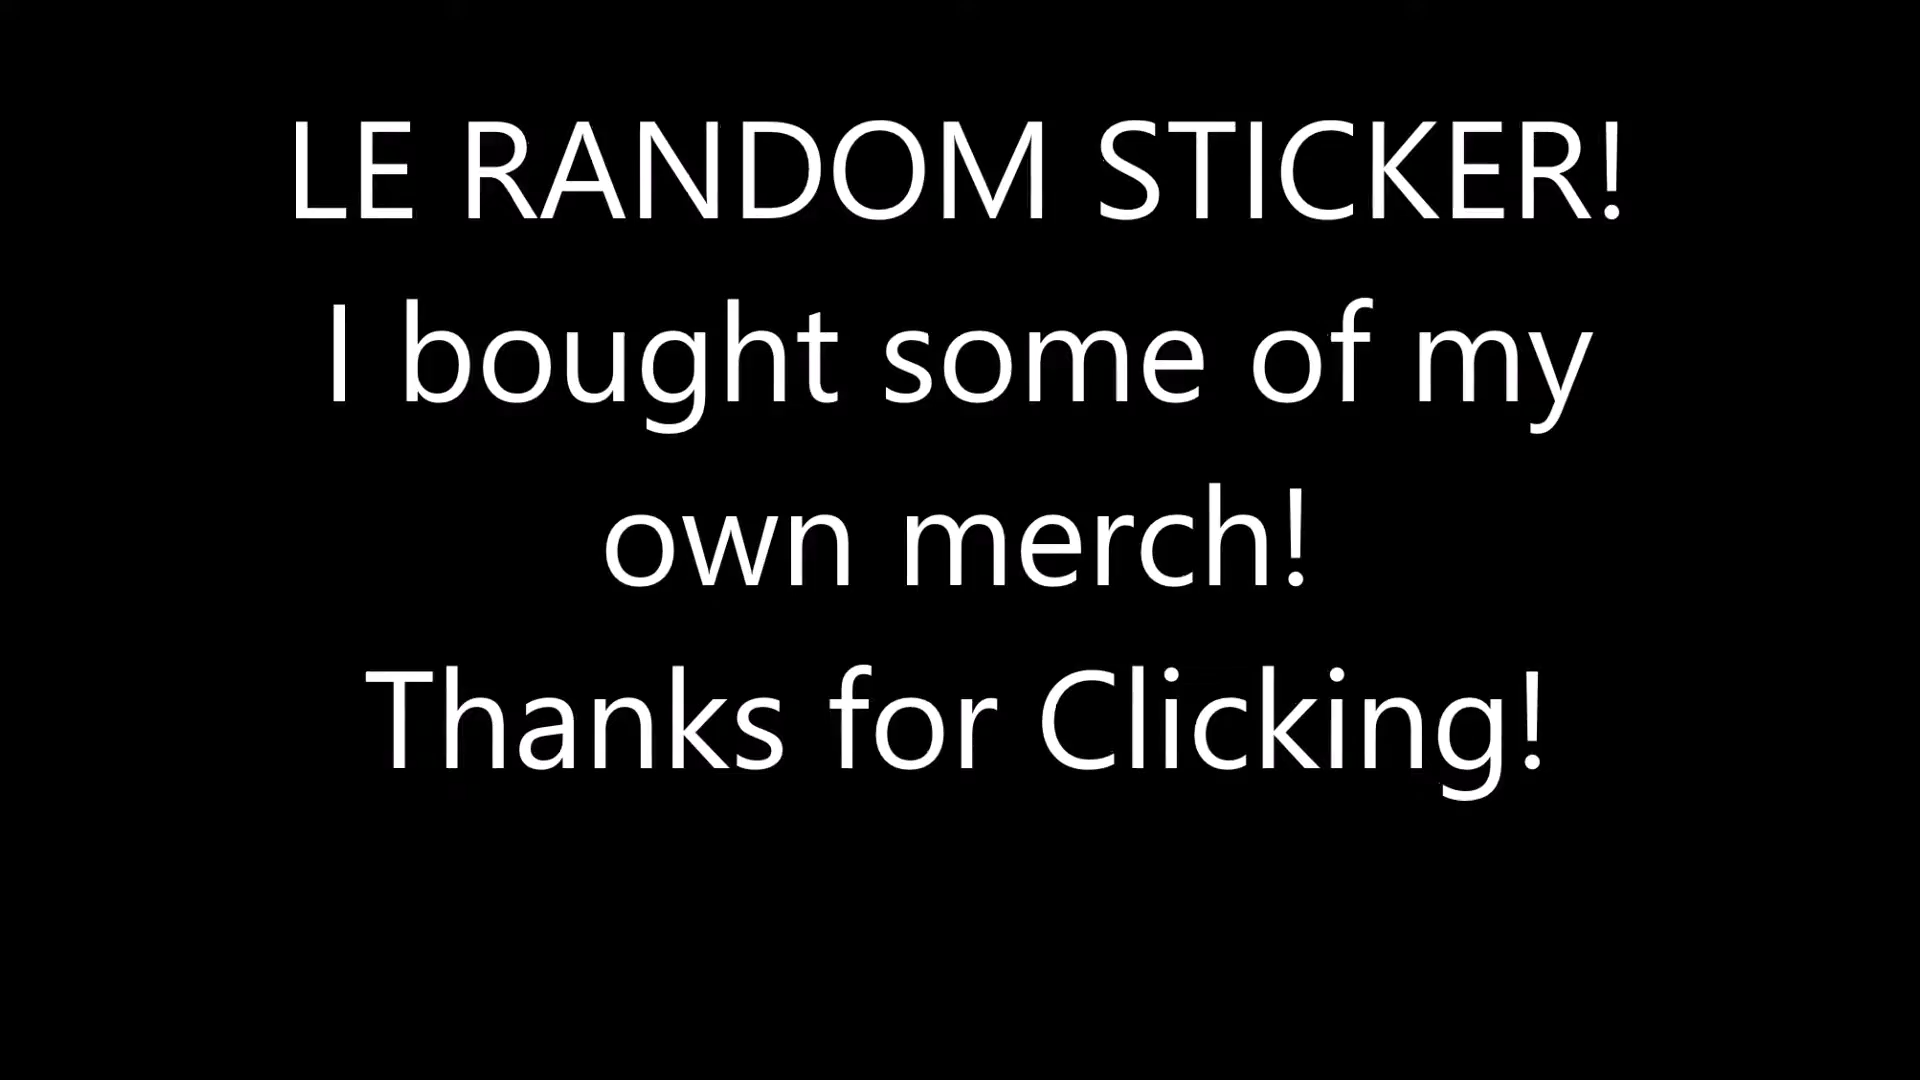 LE RANDOM STICKER!
I bought some of my
own merch!
Thanks for Clicking!